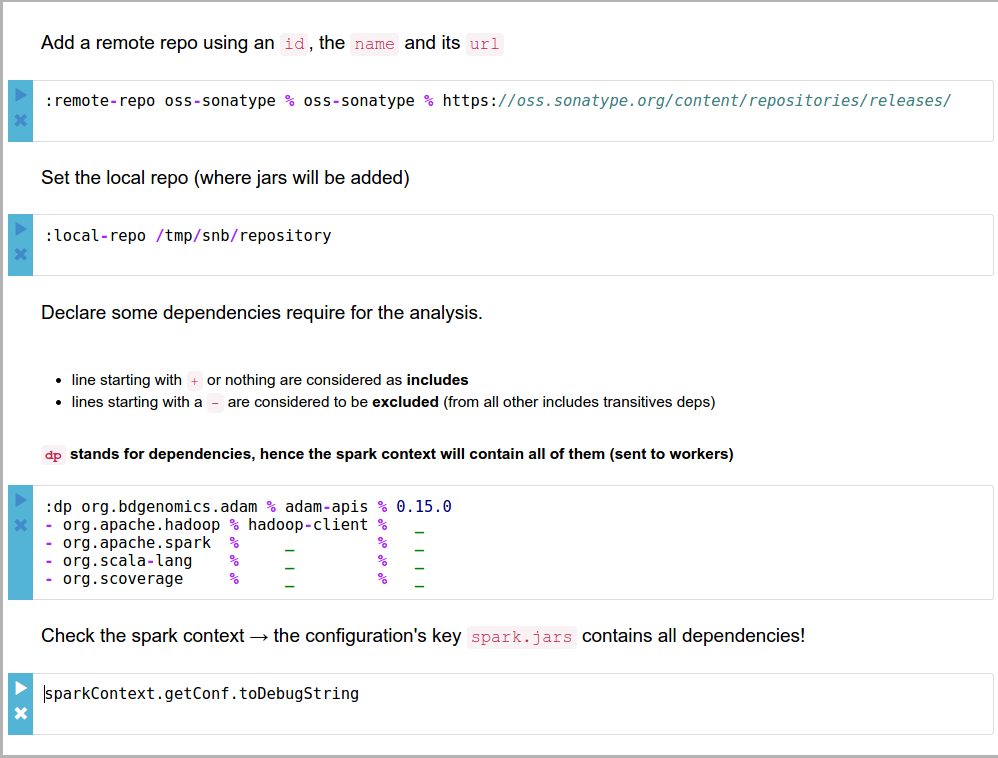 Add a remote repo using an id , the name and its url
:remote-repo oss-sonatype % oss-sonatype % https://oss.sonatype.org/content/repositories/releases/
Set the local repo (where jars will be added)
:local-repo /tmp/snb/repository
Declare some dependencies require for the analysis.
• line starting with + or nothing are considered as includes
• lines starting with a - are considered to be excluded (from all other includes transitives deps)
dp stands for dependencies, hence the spark context will contain all of them (sent to workers)
:dp org.bdgenomics.adam % adam-apis % 0.15.0
- org.apache.hadoop % hadoop-client % _
- org.apache.spark % _ % _
- org.scala-lang % _ % _
- org.scoverage % _ % _
Check the spark context → the configuration's key spark.jars contains all dependencies!
sparkContext.getConf.toDebugString